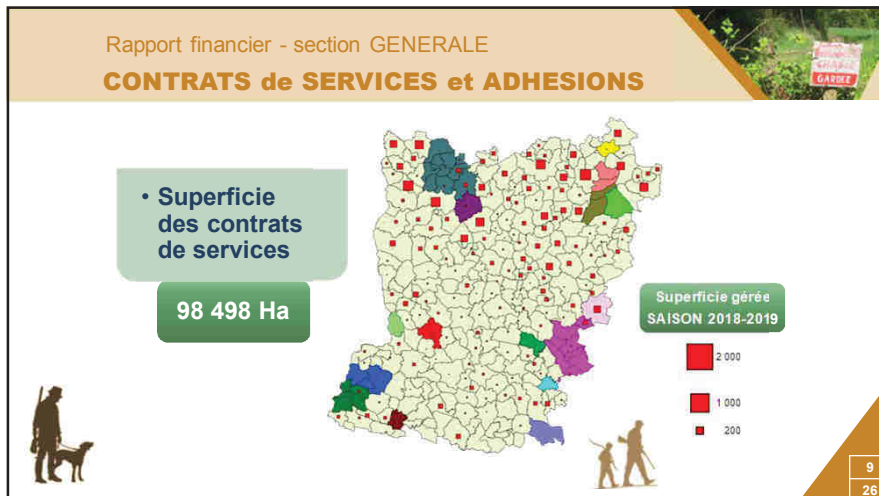 Rapport financier - section GENERALE
CONTRATS de SERVICES et ADHESIONS
GARDEE
• Superficie
des contrats
de services
98 498 Ha
Superficie gérée
SAISON 2018-2019
2 000
1 000
200
9
26